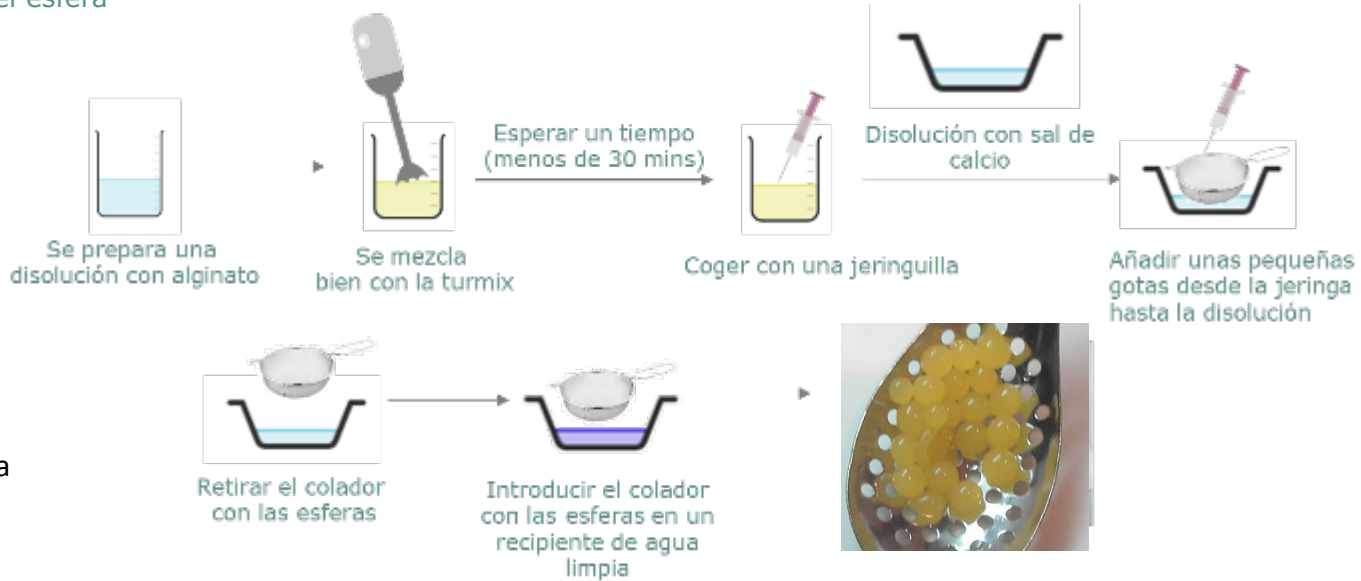 el esfera
Se prepara una
disolución con alginato
Se mezcla
bien con la turmix
Esperar un tiempo
(menos de 30 mins)
Coger con una jeringuilla
Disolución con sal de
calcio
Añadir unas pequeñas
gotas desde la jeringa
hasta la disolución
a
Retirar el colador
con las esferas
Introducir el colador
con las esferas en un
recipiente de agua
limpia